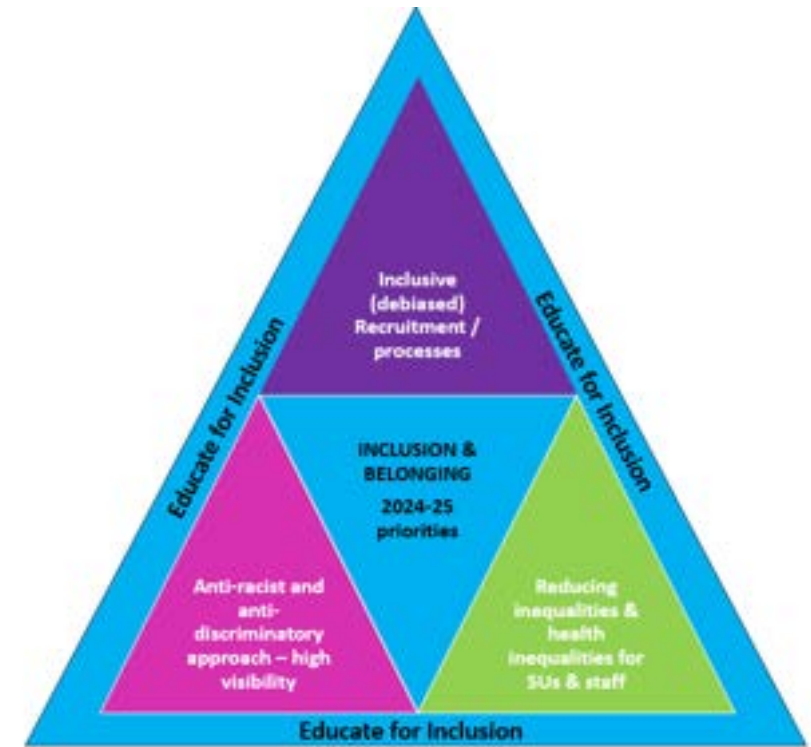 Inclusive
(debiased)
Recruitment /
processes
Educate for Inclusion
Educate for Inclusion
INCLUSION &
BELONGING
2024-25
priorities
Anti-racist and
anti-
discriminatory
approach – high
visibility
Reducing
inequalities &
health
inequalities for
SUs & staff
Educate for Inclusion